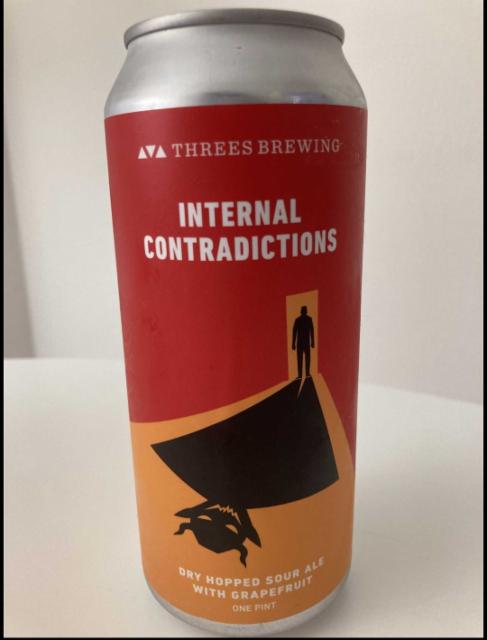 THREES BREWING
INTERNAL
CONTRADICTIONS
DRY HOPPED SOUR ALE
WITH GRAPEFRUIT
ONE PINT